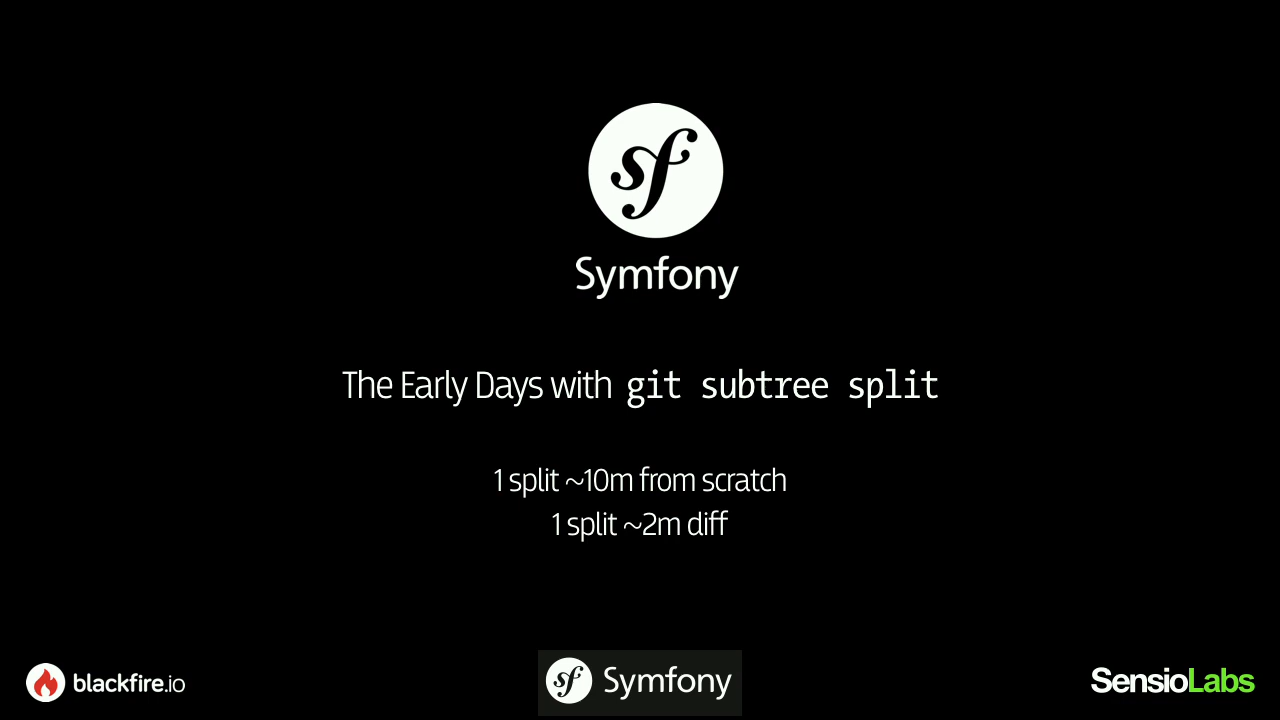 sf
Symfony
The Early Days with git subtree split
1 split ~10m from scratch
1 split ~2m diff
blackfire.io
sf Symfony
SensioLabs